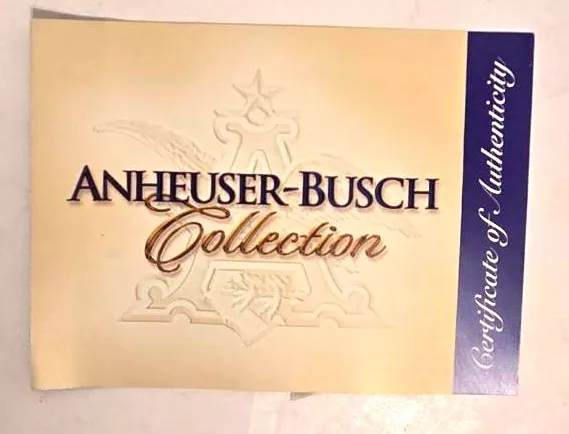 ANHEUSER-BUSCH
Collection
Certificate of Authenticity